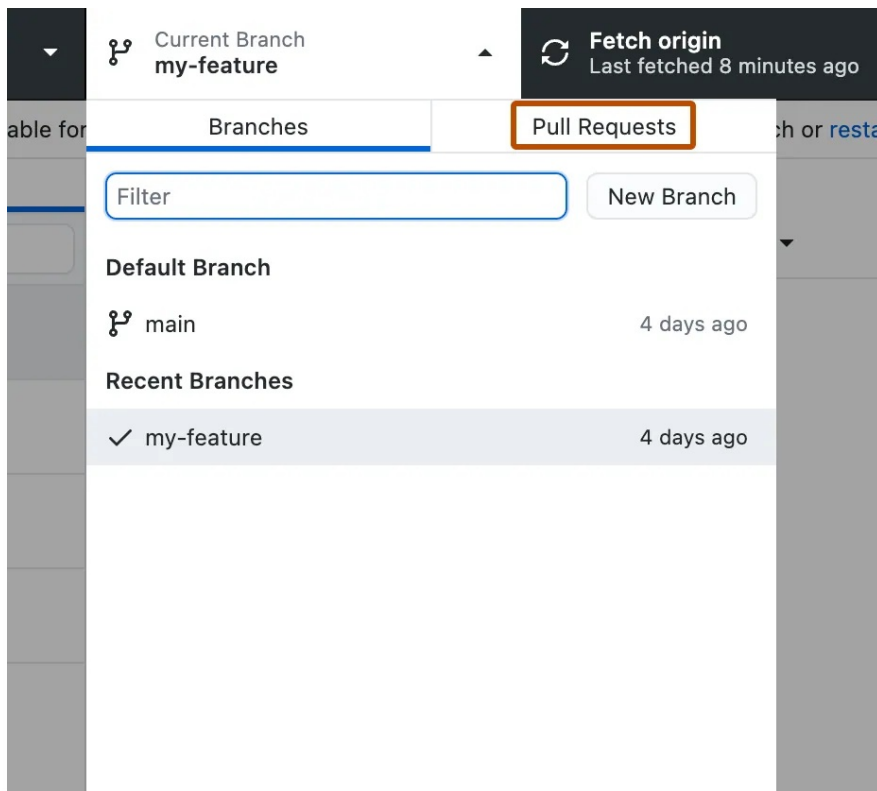 Current Branch
my-feature
Fetch origin
Last fetched 8 minutes ago
able for
Branches
Pull Requests
ch or resta
Filter
New Branch
Default Branch
main
4 days ago
Recent Branches
my-feature
4 days ago